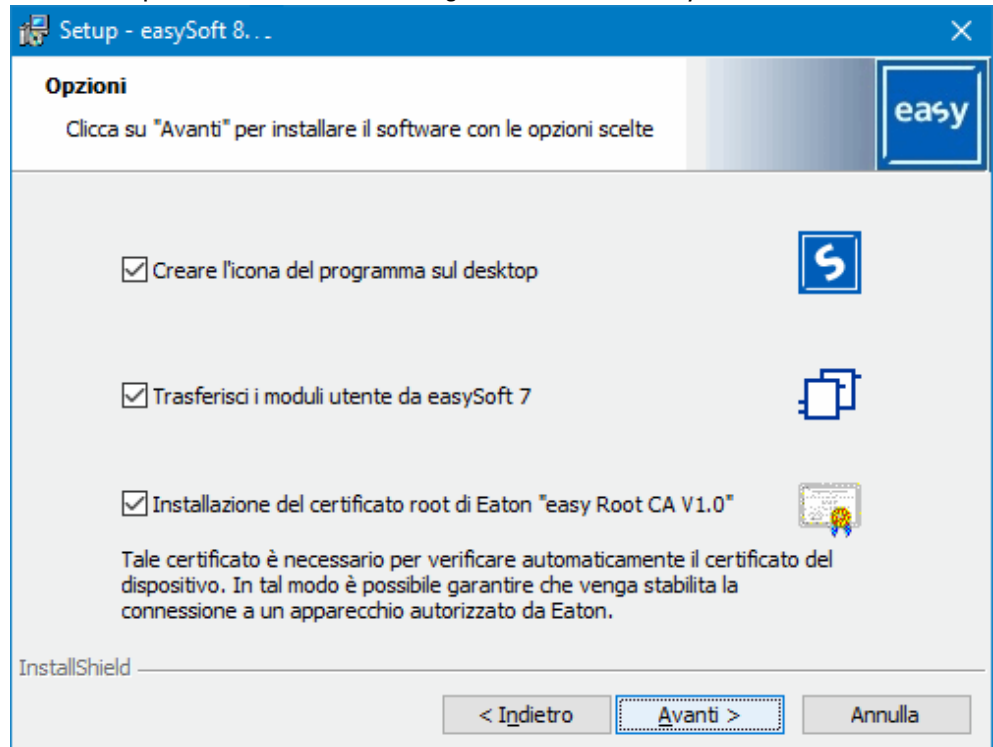 Setup - easySoft 8...
Opzioni
Clicca su "Avanti" per installare il software con le opzioni scelte
easy
Creare l'icona del programma sul desktop
S
Trasferisci i moduli utente da easySoft 7
Installazione del certificato root di Eaton "easy Root CA V1.0"
Tale certificato è necessario per verificare automaticamente il certificato del
dispositivo. In tal modo è possibile garantire che venga stabilita la
connessione a un apparecchio autorizzato da Eaton.
InstallShield
< Indietro Avanti > Annulla